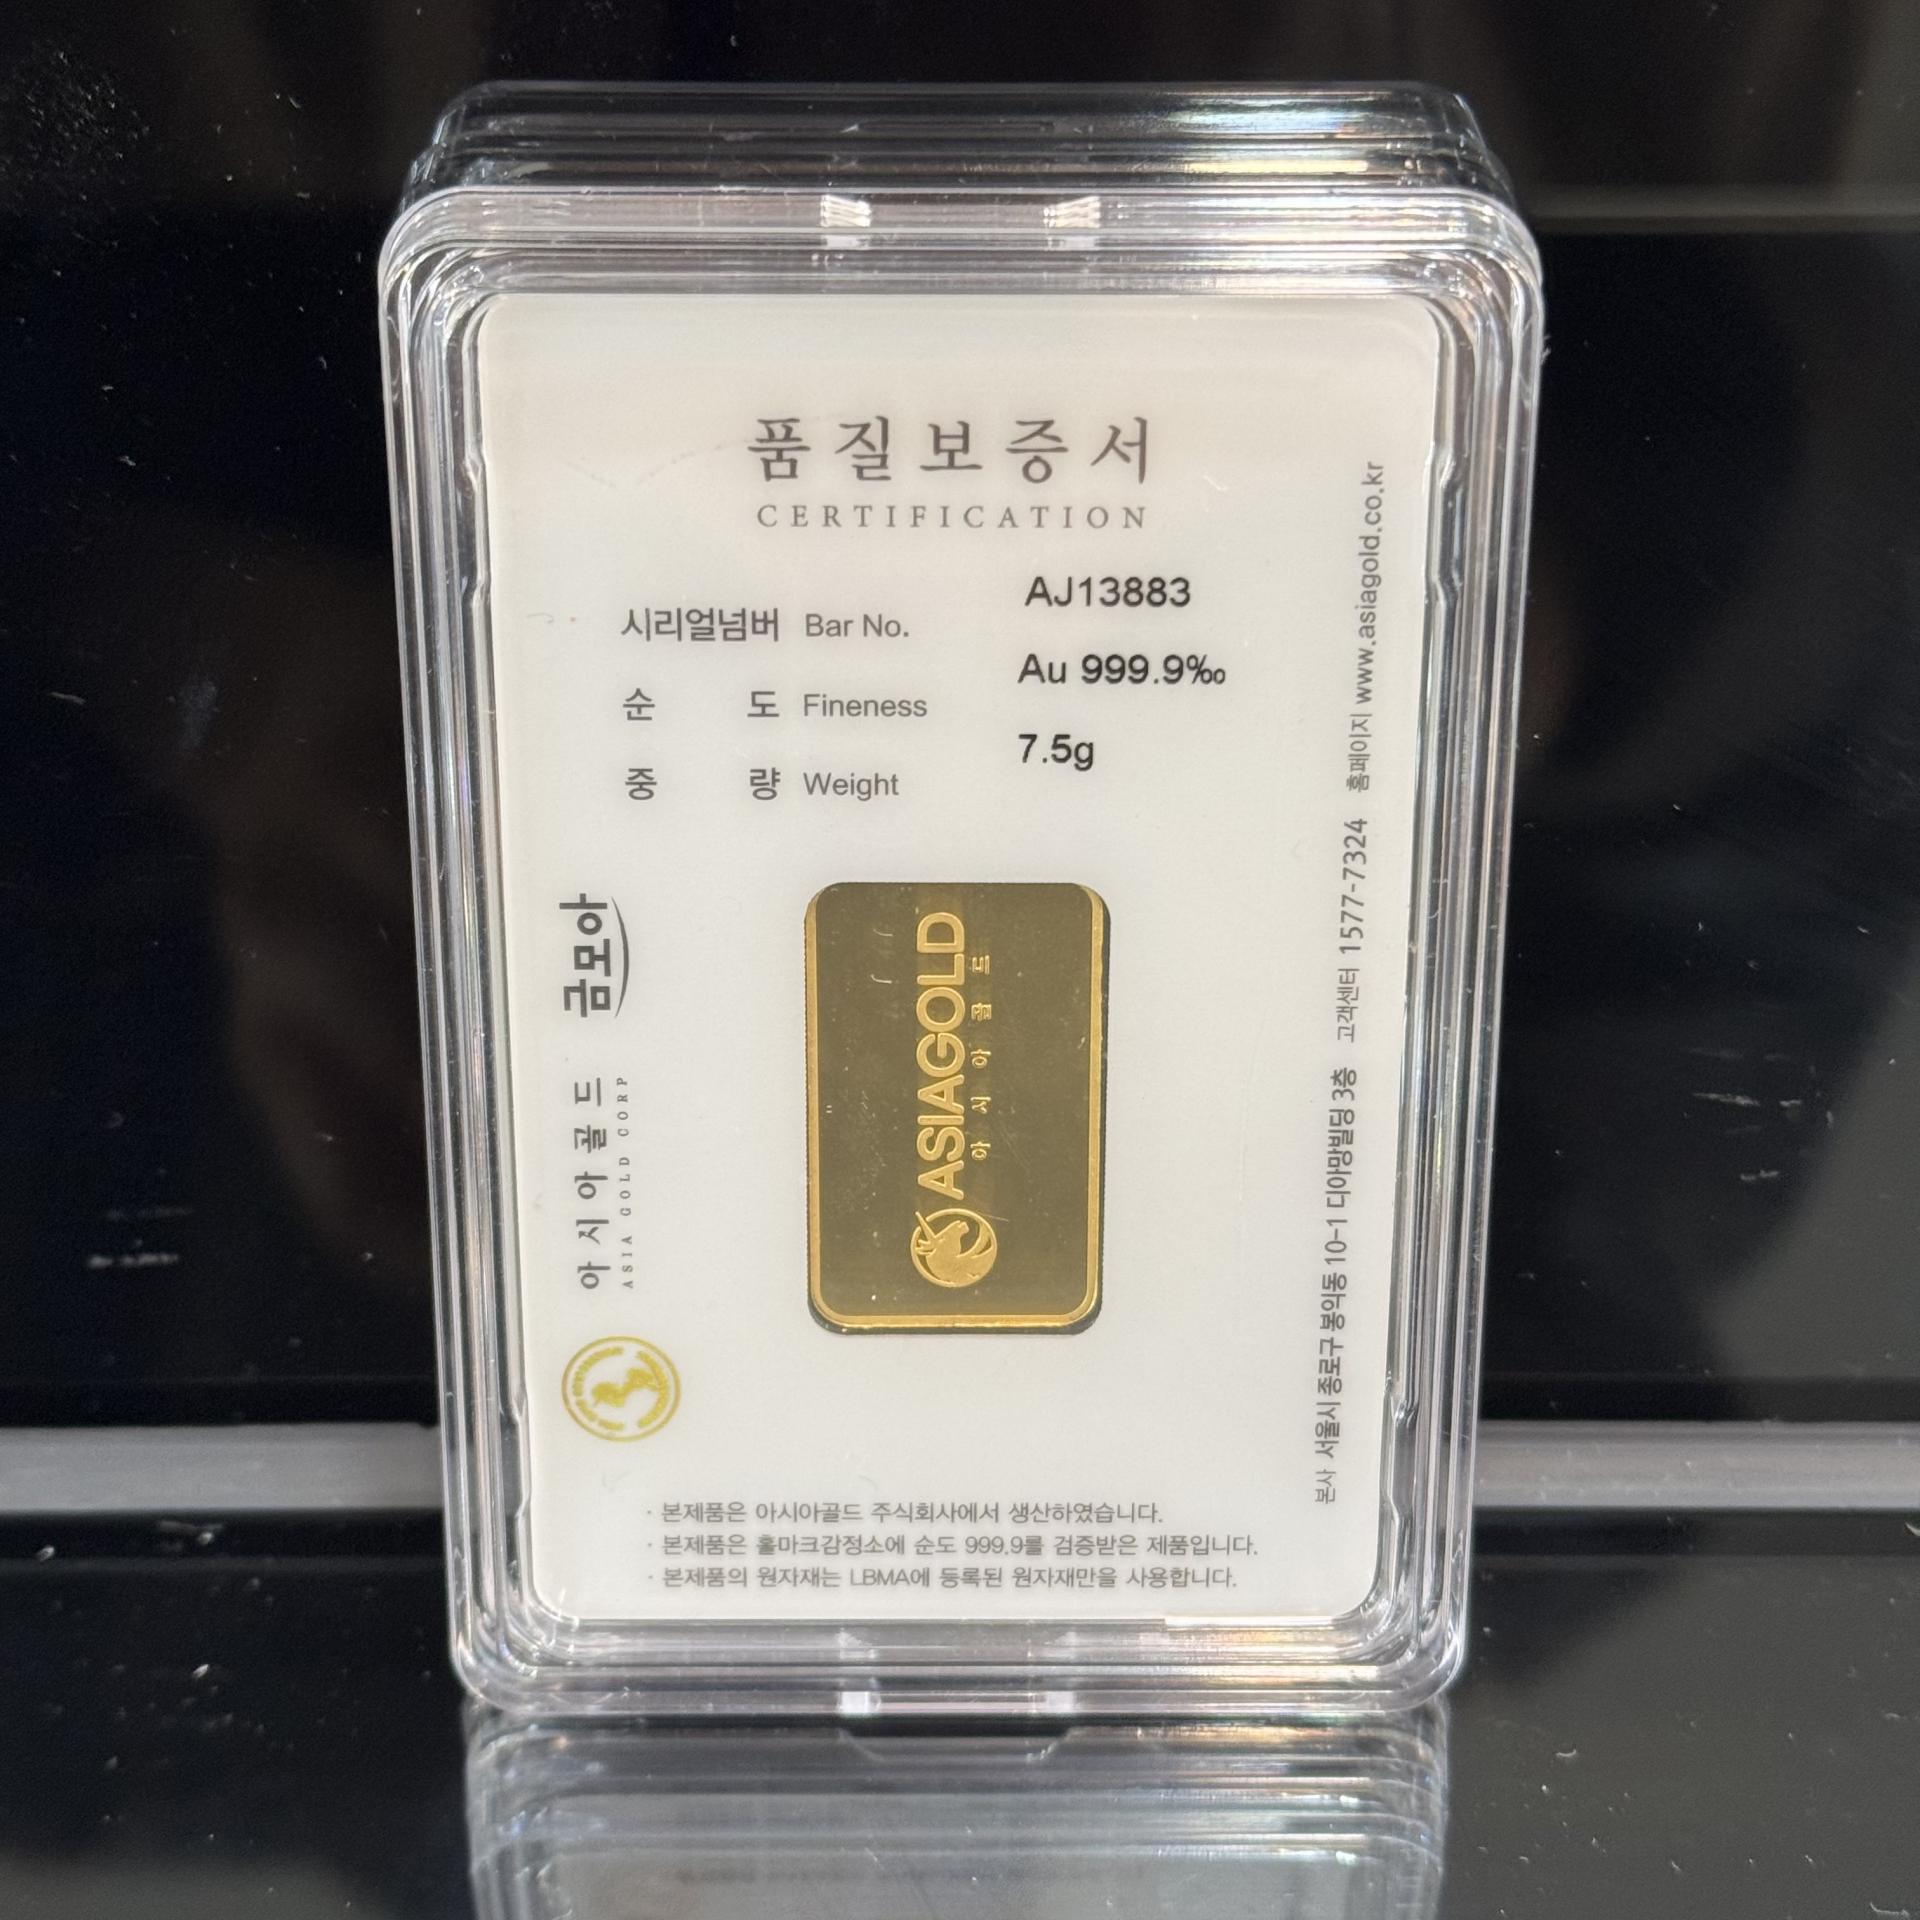 품질보증서
CERTIFICATION
시리얼넘버 Bar No. AJ13883
순 도 Fineness Au 999.9‰
중 량 Weight 7.5g
금모아
아시아골드
ASIA GOLD CORP
ASIAGOLD
아시아골드
본사 서울시 종로구 봉익동 10-1 디아망빌딩 3층 고객센터 1577-7324 홈페이지 www.asiagold.co.kr
· 본제품은 아시아골드 주식회사에서 생산하였습니다.
· 본제품은 홀마크감정소에 순도 999.9를 검증받은 제품입니다.
· 본제품의 원자재는 LBMA에 등록된 원자재만을 사용합니다.